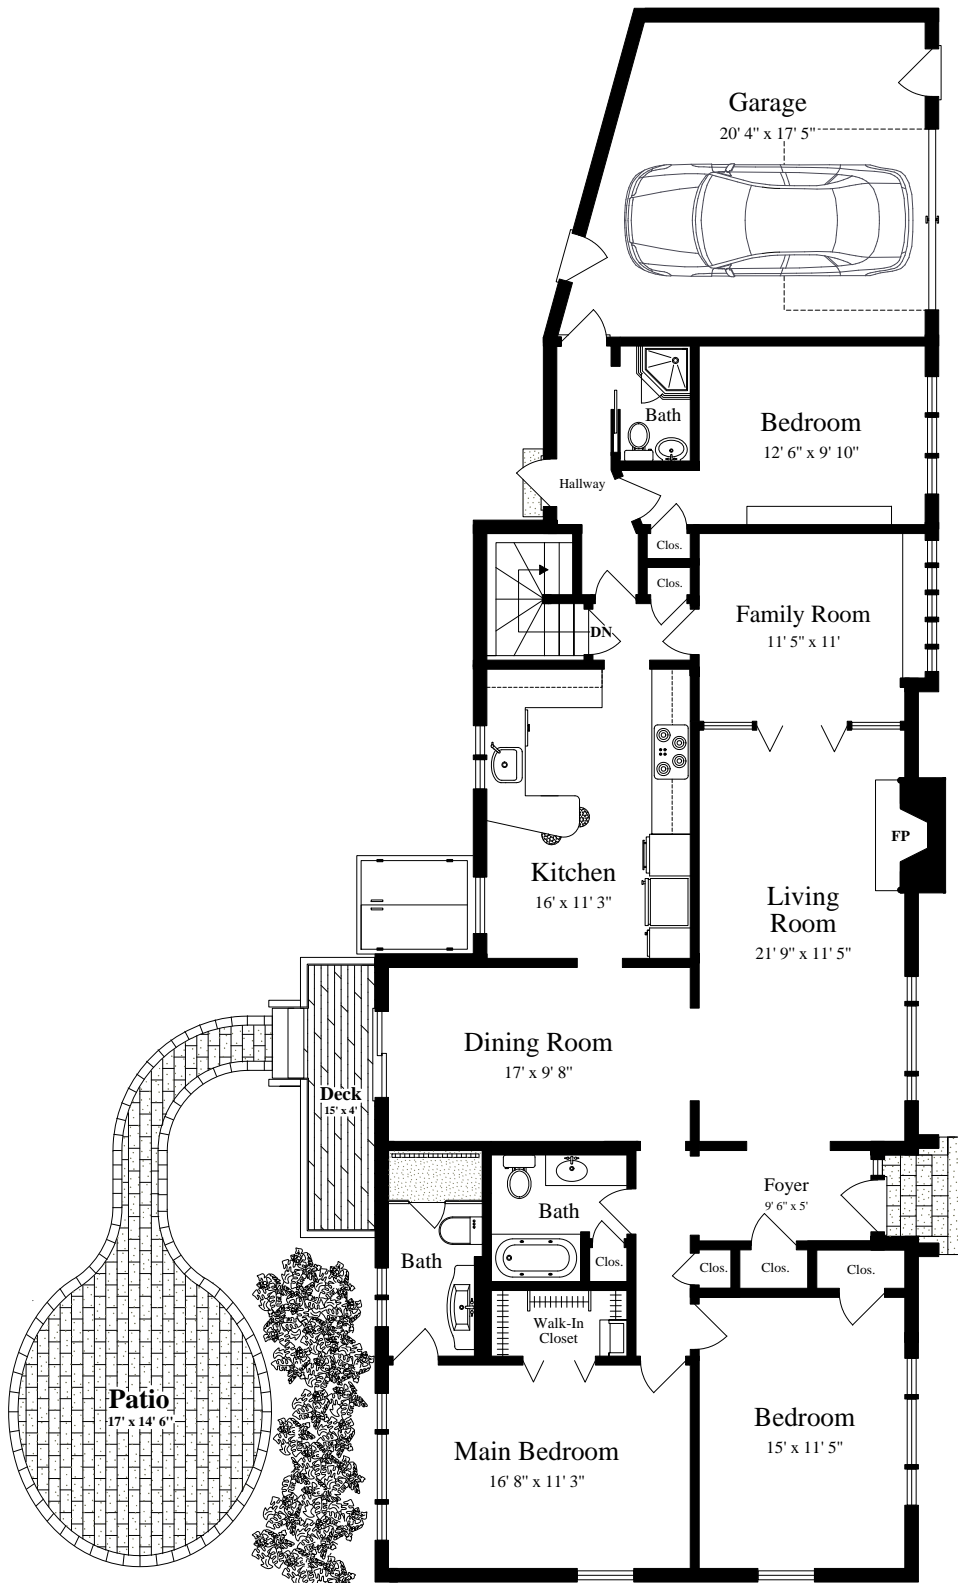 Garage
20' 4" x 17' 5"
Bath
Bedroom
12' 6" x 9' 10"
Hallway
Clos.
Clos.
Family Room
11' 5" x 11'
DN
FP
Kitchen
16' x 11' 3"
Living
Room
21' 9" x 11' 5"
Dining Room
17' x 9' 8"
Deck
15' x 4'
Foyer
9' 6" x 5'
Bath
Bath
Clos.
Clos.
Clos.
Clos.
Walk-In
Closet
Patio
17' x 14' 6"
Bedroom
15' x 11' 5"
Main Bedroom
16' 8" x 11' 3"